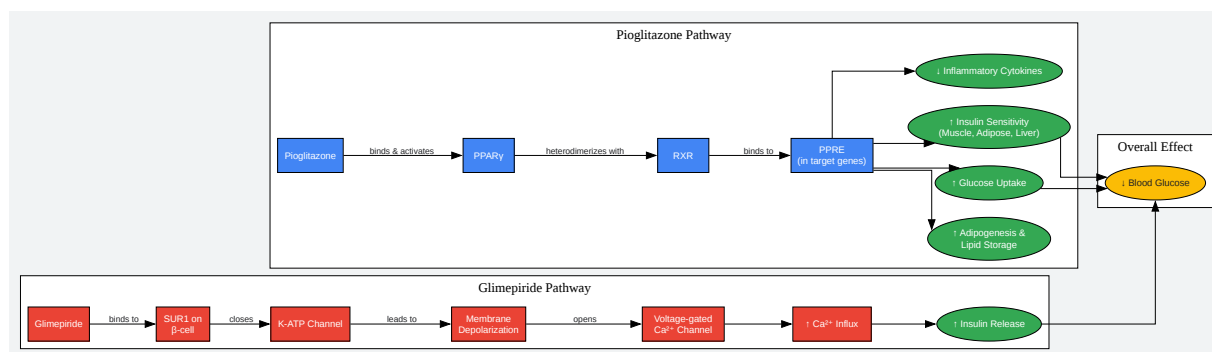 Pioglitazone Pathway
↓ Inflammatory Cytokines
↑ Insulin Sensitivity
(Muscle, Adipose, Liver)
Pioglitazone
binds & activates
PPARγ
heterodimerizes with
RXR
binds to
PPRE
(in target genes)
↑ Glucose Uptake
↑ Adipogenesis &
Lipid Storage
Overall Effect
↓ Blood Glucose
Glimepiride Pathway
Glimepiride
binds to
SUR1 on
β-cell
closes
K-ATP Channel
leads to
Membrane
Depolarization
opens
Voltage-gated
Ca²⁺ Channel
↑ Ca²⁺ Influx
↑ Insulin Release